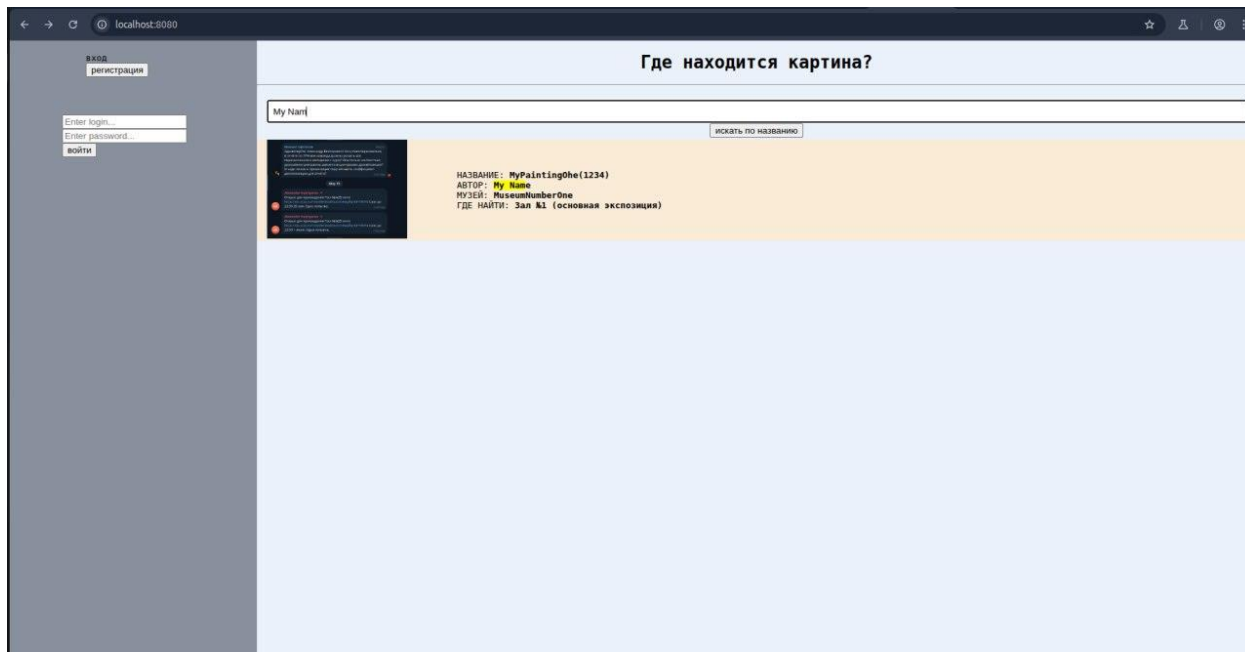 localhost:8080
вход
регистрация
Enter login...
Enter password...
войти
Где находится картина?
My Nam
искать по названию
НАЗВАНИЕ: MyPaintingOhe(1234)
АВТОР: My Name
МУЗЕЙ: MuseumNumberOne
ГДЕ НАЙТИ: Зал №1 (основная экспозиция)